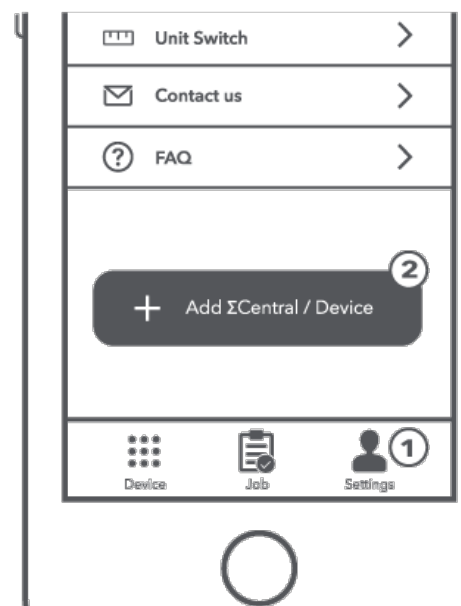 Unit Switch
Contact us
? FAQ
2
+ Add ΣCentral / Device
1
Device Job Settings